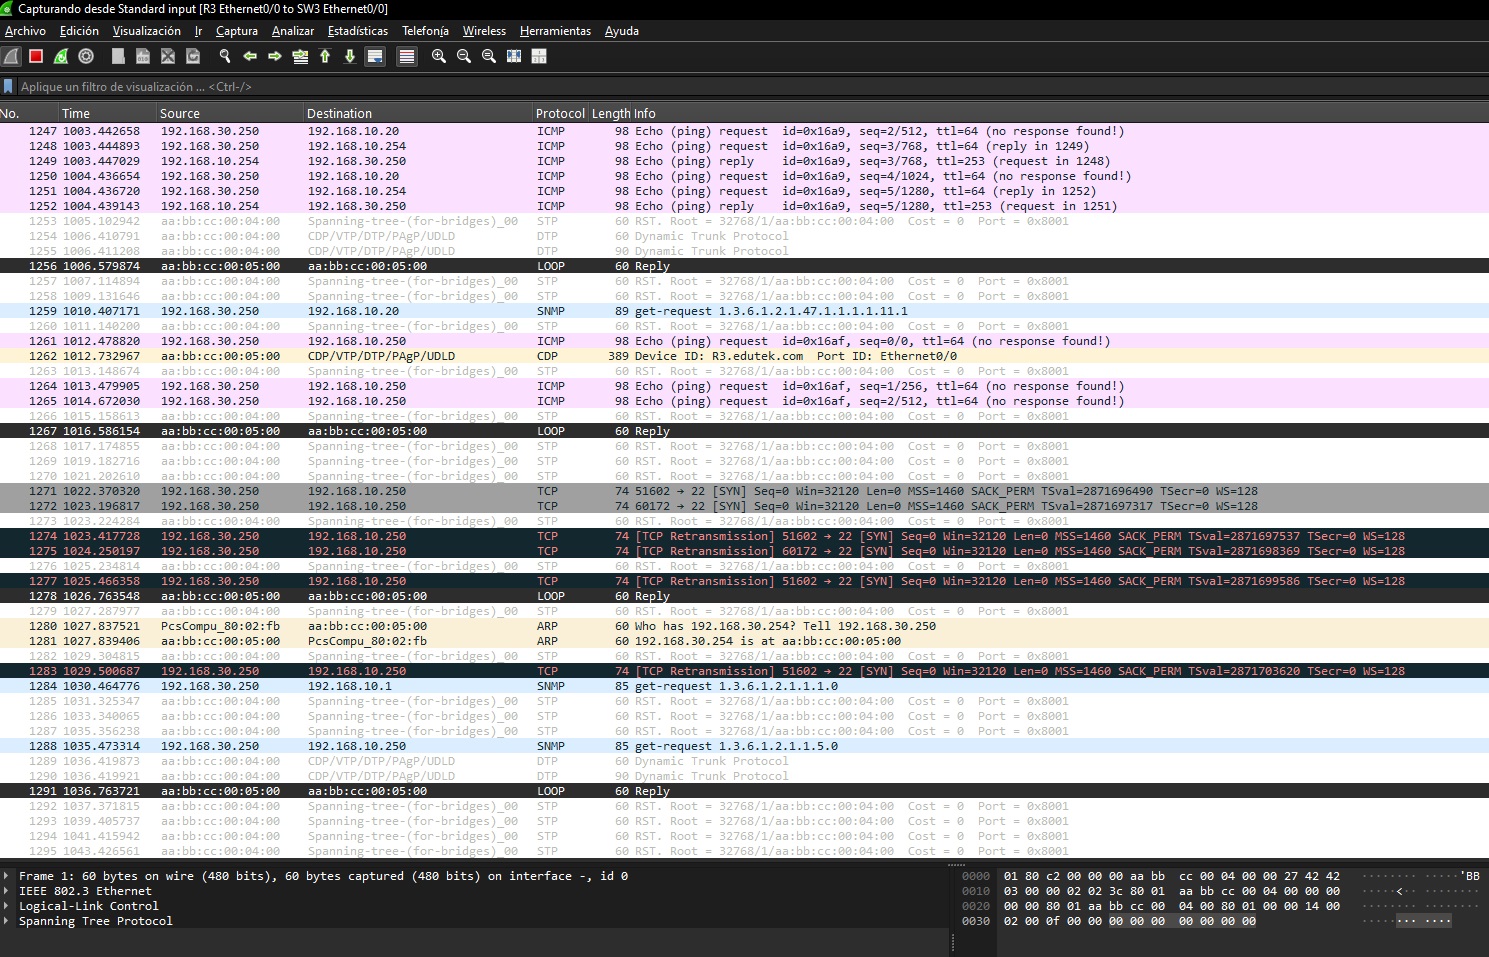 Capturando desde Standard input [R3 Ethernet0/0 to SW3 Ethernet0/0]
Archivo Edición Visualización Ir Captura Analizar Estadísticas Telefonía Wireless Herramientas Ayuda
Aplique un filtro de visualización ... <Ctrl-/>
No. Time Source Destination Protocol Length Info
1247 1003.442658 192.168.30.250 192.168.10.20 ICMP 98 Echo (ping) request id=0x16a9, seq=2/512, ttl=64 (no response found!)
1248 1003.444893 192.168.30.250 192.168.10.254 ICMP 98 Echo (ping) request id=0x16a9, seq=3/768, ttl=64 (reply in 1249)
1249 1003.447029 192.168.10.254 192.168.30.250 ICMP 98 Echo (ping) reply id=0x16a9, seq=3/768, ttl=253 (request in 1248)
1250 1004.436654 192.168.30.250 192.168.10.20 ICMP 98 Echo (ping) request id=0x16a9, seq=4/1024, ttl=64 (no response found!)
1251 1004.436720 192.168.30.250 192.168.10.254 ICMP 98 Echo (ping) request id=0x16a9, seq=5/1280, ttl=64 (reply in 1252)
1252 1004.439143 192.168.10.254 192.168.30.250 ICMP 98 Echo (ping) reply id=0x16a9, seq=5/1280, ttl=253 (request in 1251)
1253 1005.102942 aa:bb:cc:00:04:00 Spanning-tree-(for-bridges)_00 STP 60 RST. Root = 32768/1/aa:bb:cc:00:04:00 Cost = 0 Port = 0x8001
1254 1006.410791 aa:bb:cc:00:04:00 CDP/VTP/DTP/PAgP/UDLD DTP 60 Dynamic Trunk Protocol
1255 1006.411208 aa:bb:cc:00:04:00 CDP/VTP/DTP/PAgP/UDLD DTP 90 Dynamic Trunk Protocol
1256 1006.579874 aa:bb:cc:00:05:00 aa:bb:cc:00:05:00 LOOP 60 Reply
1257 1007.114894 aa:bb:cc:00:04:00 Spanning-tree-(for-bridges)_00 STP 60 RST. Root = 32768/1/aa:bb:cc:00:04:00 Cost = 0 Port = 0x8001
1258 1009.131646 aa:bb:cc:00:04:00 Spanning-tree-(for-bridges)_00 STP 60 RST. Root = 32768/1/aa:bb:cc:00:04:00 Cost = 0 Port = 0x8001
1259 1010.407171 192.168.30.250 192.168.10.20 SNMP 89 get-request 1.3.6.1.2.1.47.1.1.1.1.11.1
1260 1011.140200 aa:bb:cc:00:04:00 Spanning-tree-(for-bridges)_00 STP 60 RST. Root = 32768/1/aa:bb:cc:00:04:00 Cost = 0 Port = 0x8001
1261 1012.478820 192.168.30.250 192.168.10.250 ICMP 98 Echo (ping) request id=0x16af, seq=0/0, ttl=64 (no response found!)
1262 1012.732967 aa:bb:cc:00:05:00 CDP/VTP/DTP/PAgP/UDLD CDP 389 Device ID: R3.edutek.com Port ID: Ethernet0/0
1263 1013.148674 aa:bb:cc:00:04:00 Spanning-tree-(for-bridges)_00 STP 60 RST. Root = 32768/1/aa:bb:cc:00:04:00 Cost = 0 Port = 0x8001
1264 1013.479905 192.168.30.250 192.168.10.250 ICMP 98 Echo (ping) request id=0x16af, seq=1/256, ttl=64 (no response found!)
1265 1014.672030 192.168.30.250 192.168.10.250 ICMP 98 Echo (ping) request id=0x16af, seq=2/512, ttl=64 (no response found!)
1266 1015.158613 aa:bb:cc:00:04:00 Spanning-tree-(for-bridges)_00 STP 60 RST. Root = 32768/1/aa:bb:cc:00:04:00 Cost = 0 Port = 0x8001
1267 1016.586154 aa:bb:cc:00:05:00 aa:bb:cc:00:05:00 LOOP 60 Reply
1268 1017.174855 aa:bb:cc:00:04:00 Spanning-tree-(for-bridges)_00 STP 60 RST. Root = 32768/1/aa:bb:cc:00:04:00 Cost = 0 Port = 0x8001
1269 1019.182716 aa:bb:cc:00:04:00 Spanning-tree-(for-bridges)_00 STP 60 RST. Root = 32768/1/aa:bb:cc:00:04:00 Cost = 0 Port = 0x8001
1270 1021.202610 aa:bb:cc:00:04:00 Spanning-tree-(for-bridges)_00 STP 60 RST. Root = 32768/1/aa:bb:cc:00:04:00 Cost = 0 Port = 0x8001
1271 1022.370320 192.168.30.250 192.168.10.250 TCP 74 51602 → 22 [SYN] Seq=0 Win=32120 Len=0 MSS=1460 SACK_PERM TSval=2871696490 TSecr=0 WS=128
1272 1023.196817 192.168.30.250 192.168.10.250 TCP 74 60172 → 22 [SYN] Seq=0 Win=32120 Len=0 MSS=1460 SACK_PERM TSval=2871697317 TSecr=0 WS=128
1273 1023.224284 aa:bb:cc:00:04:00 Spanning-tree-(for-bridges)_00 STP 60 RST. Root = 32768/1/aa:bb:cc:00:04:00 Cost = 0 Port = 0x8001
1274 1023.417728 192.168.30.250 192.168.10.250 TCP 74 [TCP Retransmission] 51602 → 22 [SYN] Seq=0 Win=32120 Len=0 MSS=1460 SACK_PERM TSval=2871697537 TSecr=0 WS=128
1275 1024.250197 192.168.30.250 192.168.10.250 TCP 74 [TCP Retransmission] 60172 → 22 [SYN] Seq=0 Win=32120 Len=0 MSS=1460 SACK_PERM TSval=2871698369 TSecr=0 WS=128
1276 1025.234814 aa:bb:cc:00:04:00 Spanning-tree-(for-bridges)_00 STP 60 RST. Root = 32768/1/aa:bb:cc:00:04:00 Cost = 0 Port = 0x8001
1277 1025.466358 192.168.30.250 192.168.10.250 TCP 74 [TCP Retransmission] 51602 → 22 [SYN] Seq=0 Win=32120 Len=0 MSS=1460 SACK_PERM TSval=2871699586 TSecr=0 WS=128
1278 1026.763548 aa:bb:cc:00:05:00 aa:bb:cc:00:05:00 LOOP 60 Reply
1279 1027.287977 aa:bb:cc:00:04:00 Spanning-tree-(for-bridges)_00 STP 60 RST. Root = 32768/1/aa:bb:cc:00:04:00 Cost = 0 Port = 0x8001
1280 1027.837521 PcsCompu_80:02:fb aa:bb:cc:00:05:00 ARP 60 Who has 192.168.30.254? Tell 192.168.30.250
1281 1027.839406 aa:bb:cc:00:05:00 PcsCompu_80:02:fb ARP 60 192.168.30.254 is at aa:bb:cc:00:05:00
1282 1029.304815 aa:bb:cc:00:04:00 Spanning-tree-(for-bridges)_00 STP 60 RST. Root = 32768/1/aa:bb:cc:00:04:00 Cost = 0 Port = 0x8001
1283 1029.500687 192.168.30.250 192.168.10.250 TCP 74 [TCP Retransmission] 51602 → 22 [SYN] Seq=0 Win=32120 Len=0 MSS=1460 SACK_PERM TSval=2871703620 TSecr=0 WS=128
1284 1030.464776 192.168.30.250 192.168.10.1 SNMP 85 get-request 1.3.6.1.2.1.1.1.0
1285 1031.325347 aa:bb:cc:00:04:00 Spanning-tree-(for-bridges)_00 STP 60 RST. Root = 32768/1/aa:bb:cc:00:04:00 Cost = 0 Port = 0x8001
1286 1033.340065 aa:bb:cc:00:04:00 Spanning-tree-(for-bridges)_00 STP 60 RST. Root = 32768/1/aa:bb:cc:00:04:00 Cost = 0 Port = 0x8001
1287 1035.356238 aa:bb:cc:00:04:00 Spanning-tree-(for-bridges)_00 STP 60 RST. Root = 32768/1/aa:bb:cc:00:04:00 Cost = 0 Port = 0x8001
1288 1035.473314 192.168.30.250 192.168.10.250 SNMP 85 get-request 1.3.6.1.2.1.1.5.0
1289 1036.419873 aa:bb:cc:00:04:00 CDP/VTP/DTP/PAgP/UDLD DTP 60 Dynamic Trunk Protocol
1290 1036.419921 aa:bb:cc:00:04:00 CDP/VTP/DTP/PAgP/UDLD DTP 90 Dynamic Trunk Protocol
1291 1036.763721 aa:bb:cc:00:05:00 aa:bb:cc:00:05:00 LOOP 60 Reply
1292 1037.371815 aa:bb:cc:00:04:00 Spanning-tree-(for-bridges)_00 STP 60 RST. Root = 32768/1/aa:bb:cc:00:04:00 Cost = 0 Port = 0x8001
1293 1039.405737 aa:bb:cc:00:04:00 Spanning-tree-(for-bridges)_00 STP 60 RST. Root = 32768/1/aa:bb:cc:00:04:00 Cost = 0 Port = 0x8001
1294 1041.415942 aa:bb:cc:00:04:00 Spanning-tree-(for-bridges)_00 STP 60 RST. Root = 32768/1/aa:bb:cc:00:04:00 Cost = 0 Port = 0x8001
1295 1043.426561 aa:bb:cc:00:04:00 Spanning-tree-(for-bridges)_00 STP 60 RST. Root = 32768/1/aa:bb:cc:00:04:00 Cost = 0 Port = 0x8001
Frame 1: 60 bytes on wire (480 bits), 60 bytes captured (480 bits) on interface -, id 0
IEEE 802.3 Ethernet
Logical-Link Control
Spanning Tree Protocol
0000 01 80 c2 00 00 00 aa bb cc 00 04 00 00 27 42 42 ········ ·····'BB
0010 03 00 00 02 02 3c 80 01 aa bb cc 00 04 00 00 00 ·····<·· ········
0020 00 00 80 01 aa bb cc 00 04 00 80 01 00 00 14 00 ········ ········
0030 02 00 0f 00 00 00 00 00 00 00 00 00 ········ ····